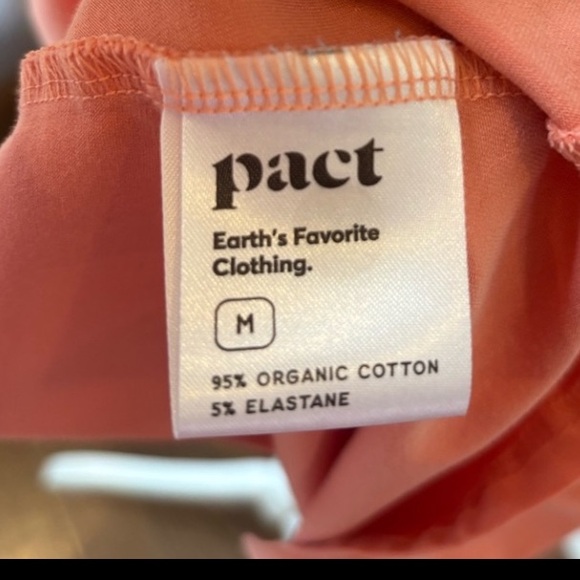 pact
Earth's Favorite
Clothing.
M
95% ORGANIC COTTON
5% ELASTANE